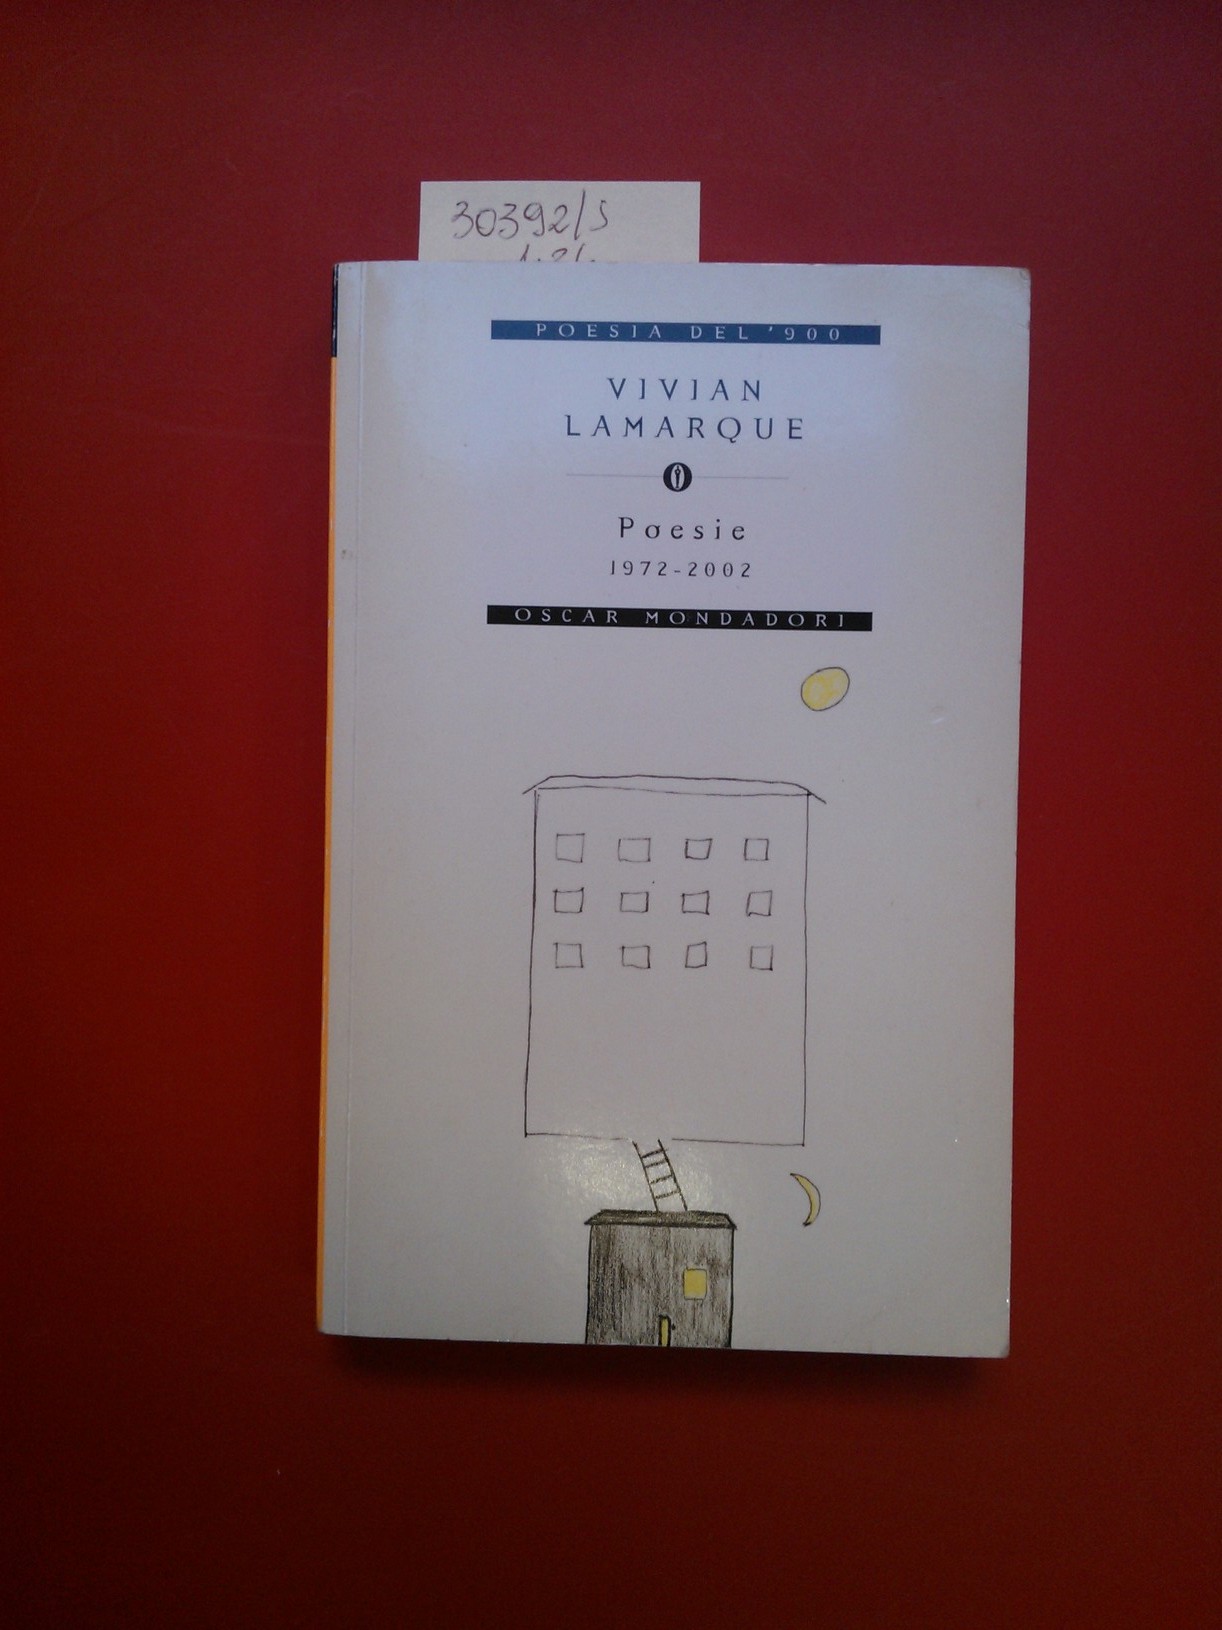 30392/S
POESIA DEL '900
VIVIAN
LAMARQUE
Poesie
1972-2002
OSCAR MONDADORI